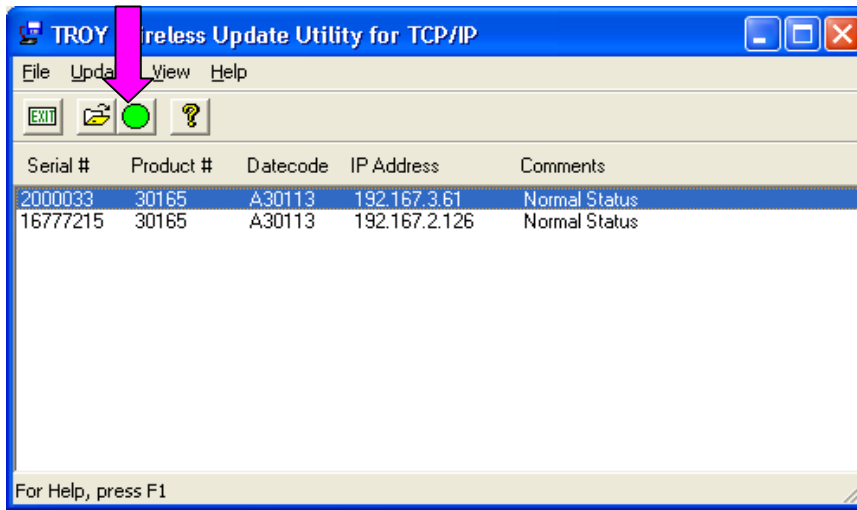 TROY ireless Update Utility for TCP/IP
File Upda View Help
EXIT ?
Serial # Product # Datecode IP Address Comments
2000033 30165 A30113 192.167.3.61 Normal Status
16777215 30165 A30113 192.167.2.126 Normal Status
For Help, press F1